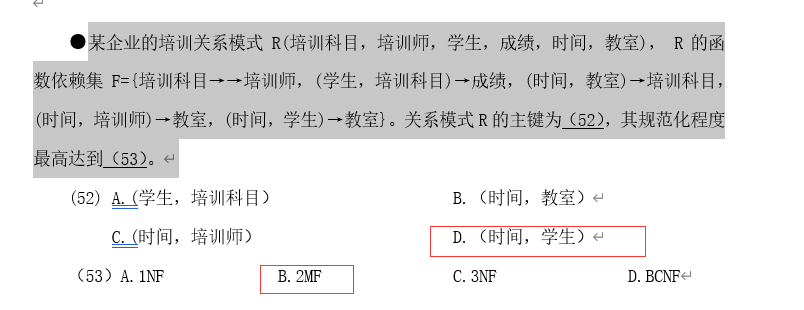 ●某企业的培训关系模式 R(培训科目，培训师，学生，成绩，时间，教室)， R 的函
数依赖集 F={培训科目→→培训师，(学生，培训科目)→成绩，(时间，教室)→培训科目，
(时间，培训师)→教室，(时间，学生)→教室}。关系模式R的主键为（52），其规范化程度
最高达到（53）。
(52) A.(学生，培训科目） B.（时间，教室）
C.(时间，培训师） D.（时间，学生）
（53）A.1NF B.2MF C.3NF D.BCNF